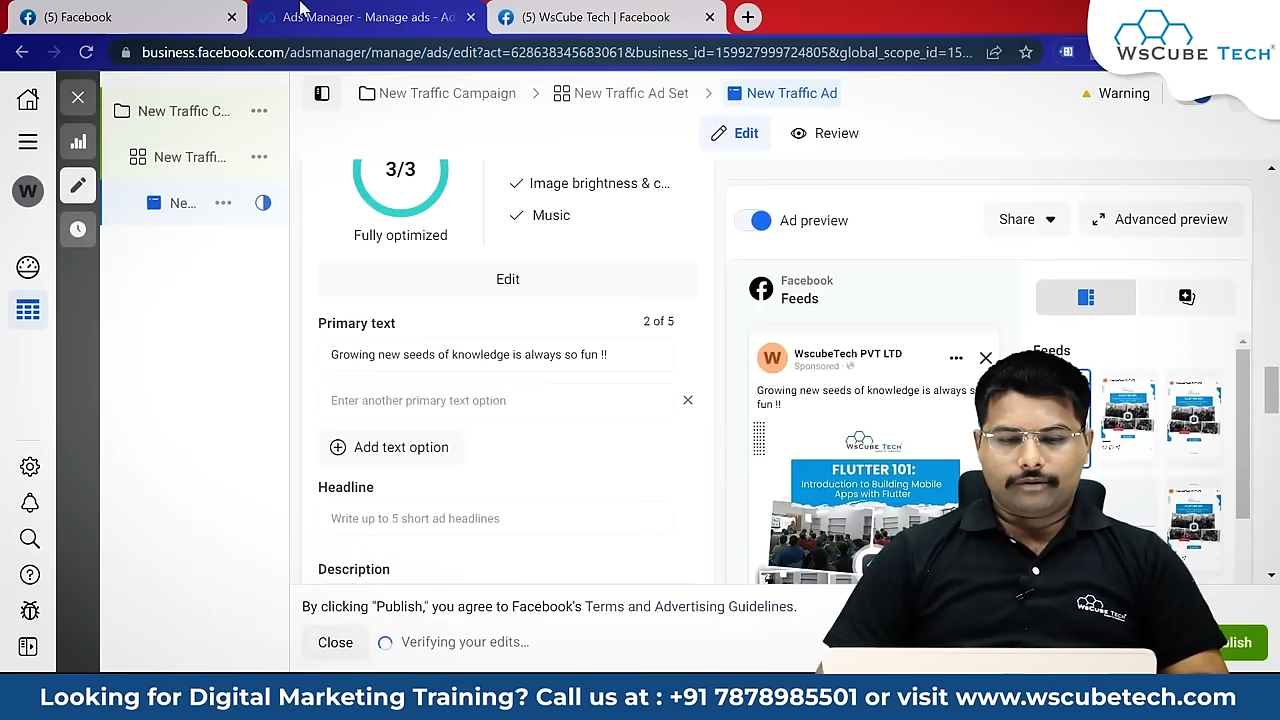 (5) Facebook
Ads Manager - Manage ads - Ad
(5) WsCube Tech | Facebook
business.facebook.com/adsmanager/manage/ads/edit?act=628638345683061&business_id=1599279997248​05&global_scope_id=15...
WsCube Tech
New Traffic C...
New Traffi...
Ne...
W
New Traffic Campaign
New Traffic Ad Set
New Traffic Ad
Warning
Edit
Review
3/3
Fully optimized
Image brightness & c...
Music
Edit
Primary text
2 of 5
Growing new seeds of knowledge is always so fun !!
Enter another primary text option
Add text option
Headline
Write up to 5 short ad headlines
Description
Ad preview
Share
Advanced preview
Facebook
Feeds
Feeds
W
WscubeTech PVT LTD
Sponsored
Growing new seeds of knowledge is always s
fun !!
WsCube Tech
FLUTTER 101:
Introduction to Building Mobile
Apps with Flutter
By clicking "Publish," you agree to Facebook's Terms and Advertising Guidelines.
Close
Verifying your edits...
lish
WsCube Tech
Looking for Digital Marketing Training? Call us at : +91 7878985501 or visit www.wscubetech.com